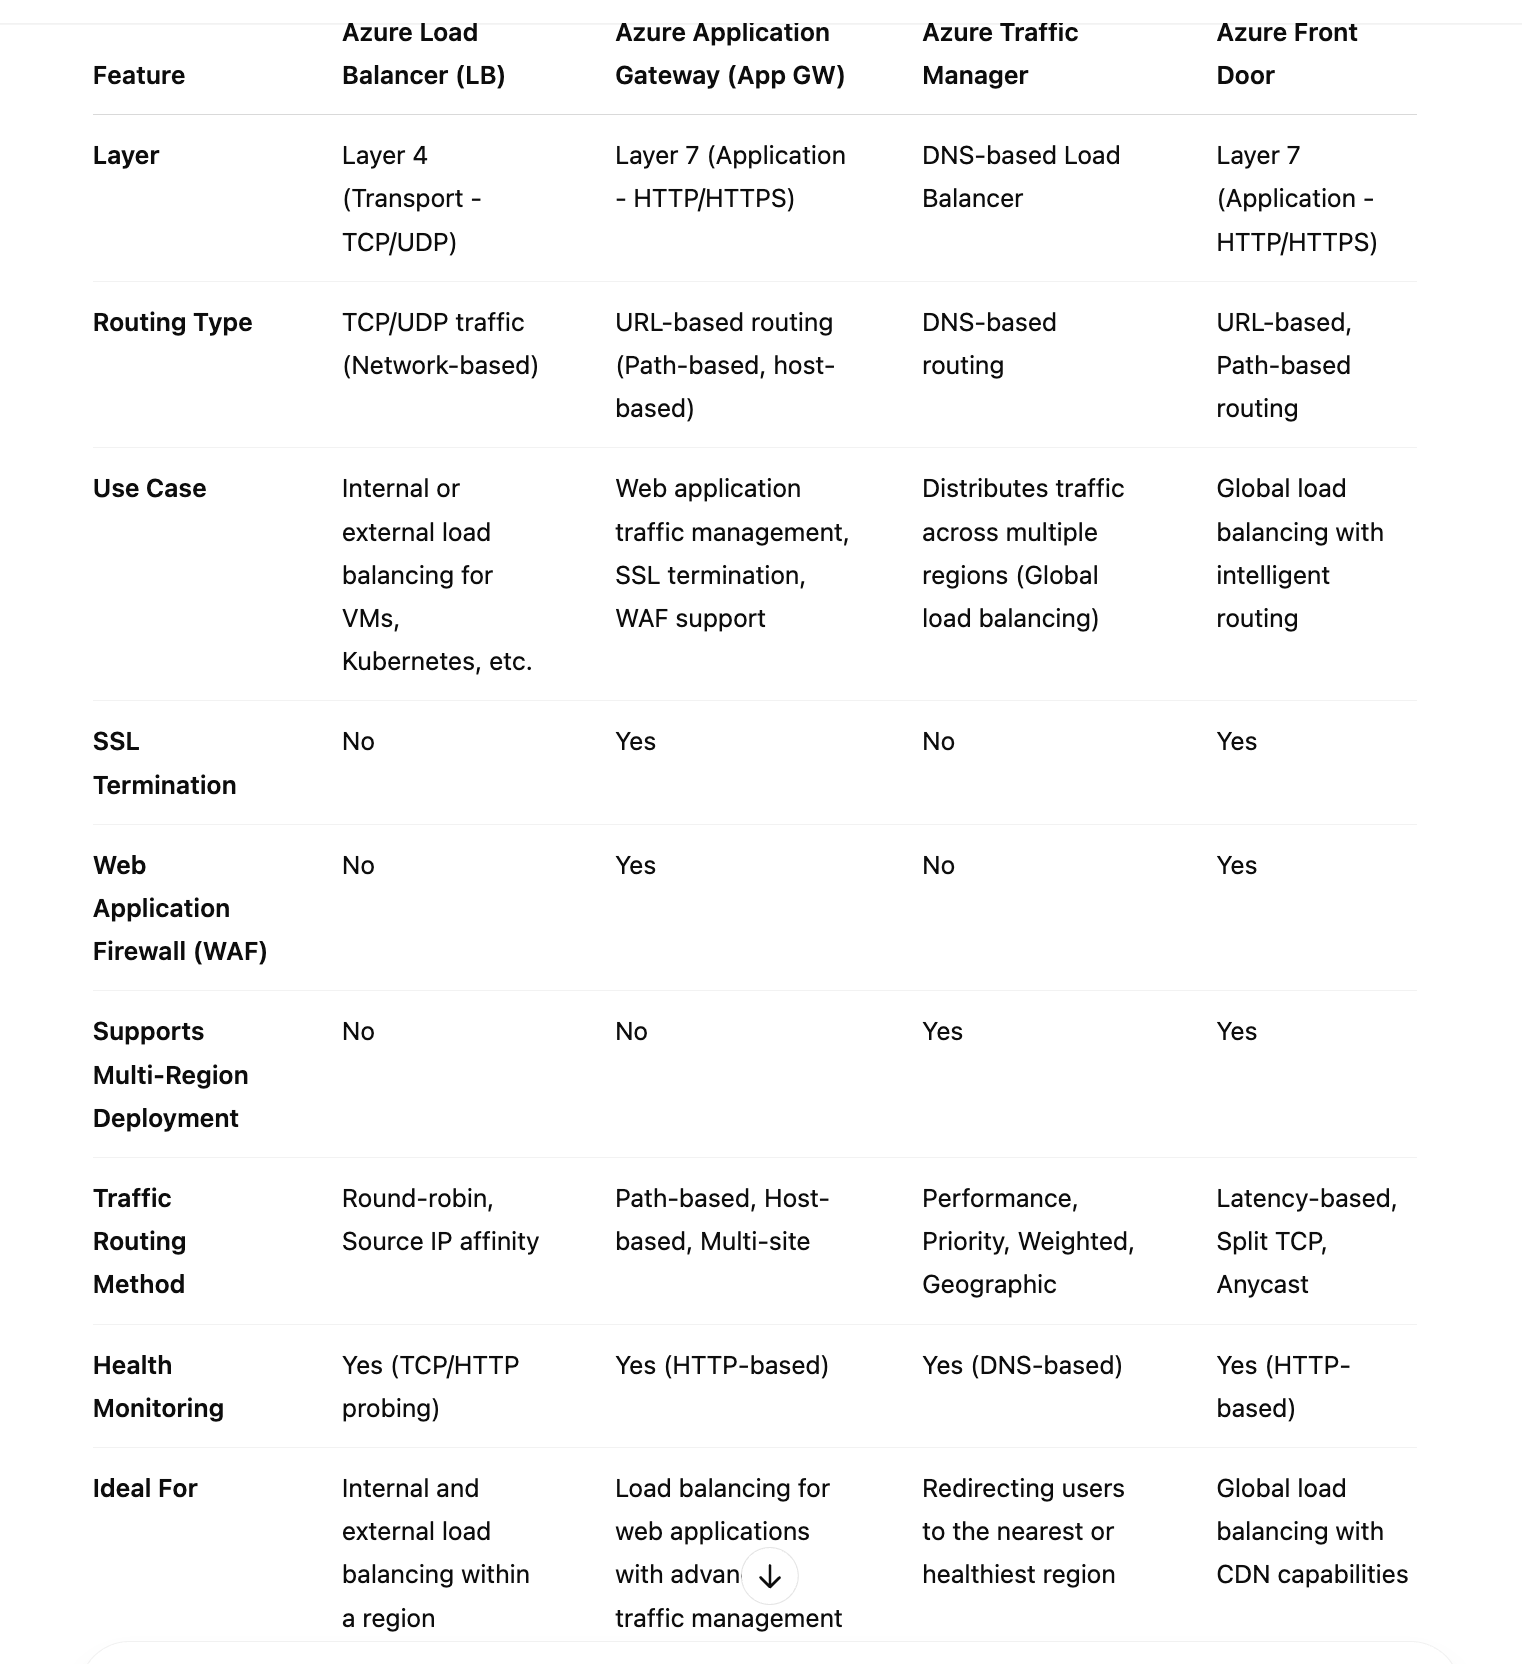 Feature
Azure Load
Balancer (LB)
Azure Application
Gateway (App GW)
Azure Traffic
Manager
Azure Front
Door
Layer
Layer 4
(Transport -
TCP/UDP)
Layer 7 (Application
- HTTP/HTTPS)
DNS-based Load
Balancer
Layer 7
(Application -
HTTP/HTTPS)
Routing Type
TCP/UDP traffic
(Network-based)
URL-based routing
(Path-based, host-
based)
DNS-based
routing
URL-based,
Path-based
routing
Use Case
Internal or
external load
balancing for
VMs,
Kubernetes, etc.
Web application
traffic management,
SSL termination,
WAF support
Distributes traffic
across multiple
regions (Global
load balancing)
Global load
balancing with
intelligent
routing
SSL
Termination
No
Yes
No
Yes
Web
Application
Firewall (WAF)
No
Yes
No
Yes
Supports
Multi-Region
Deployment
No
No
Yes
Yes
Traffic
Routing
Method
Round-robin,
Source IP affinity
Path-based, Host-
based, Multi-site
Performance,
Priority, Weighted,
Geographic
Latency-based,
Split TCP,
Anycast
Health
Monitoring
Yes (TCP/HTTP
probing)
Yes (HTTP-based)
Yes (DNS-based)
Yes (HTTP-
based)
Ideal For
Internal and
external load
balancing within
a region
Load balancing for
web applications
with
traffic management
Redirecting users
to the nearest or
healthiest region
Global load
balancing with
CDN capabilities